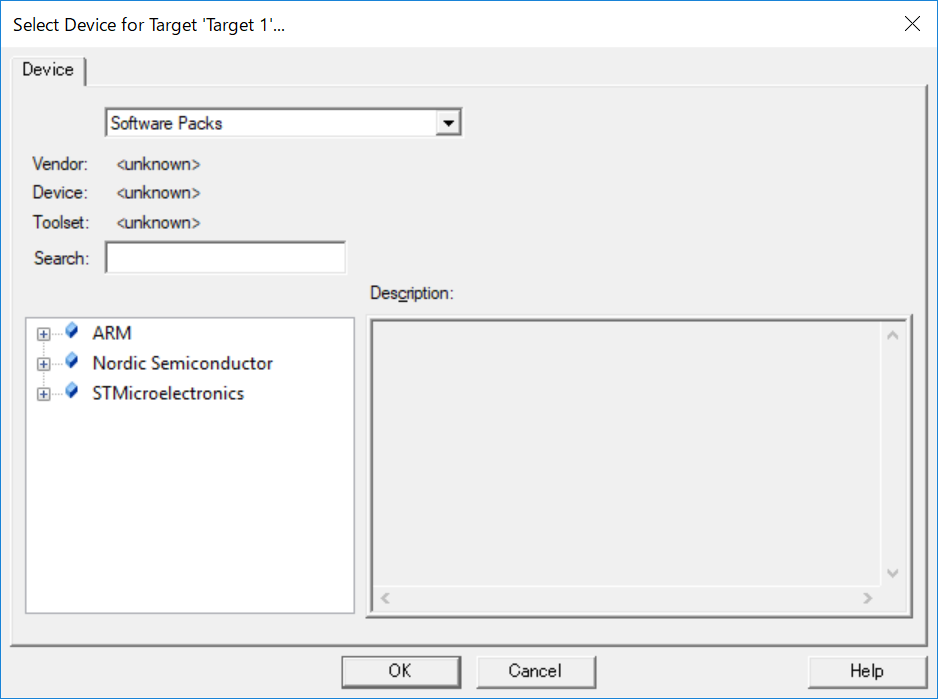 Select Device for Target 'Target 1'...
Device
Software Packs
Vendor: <unknown>
Device: <unknown>
Toolset: <unknown>
Search:
Description:
ARM
Nordic Semiconductor
STMicroelectronics
OK Cancel Help